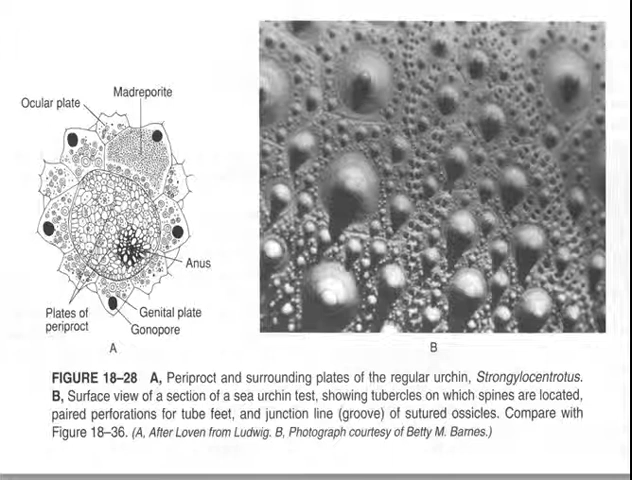 Madreporite
Ocular plate
Anus
Plates of
periproct
Genital plate
Gonopore
A
B
FIGURE 18–28 A, Periproct and surrounding plates of the regular urchin, Strongylocentrotus.
B, Surface view of a section of a sea urchin test, showing tubercles on which spines are located,
paired perforations for tube feet, and junction line (groove) of sutured ossicles. Compare with
Figure 18–36. (A, After Loven from Ludwig. B, Photograph courtesy of Betty M. Barnes.)